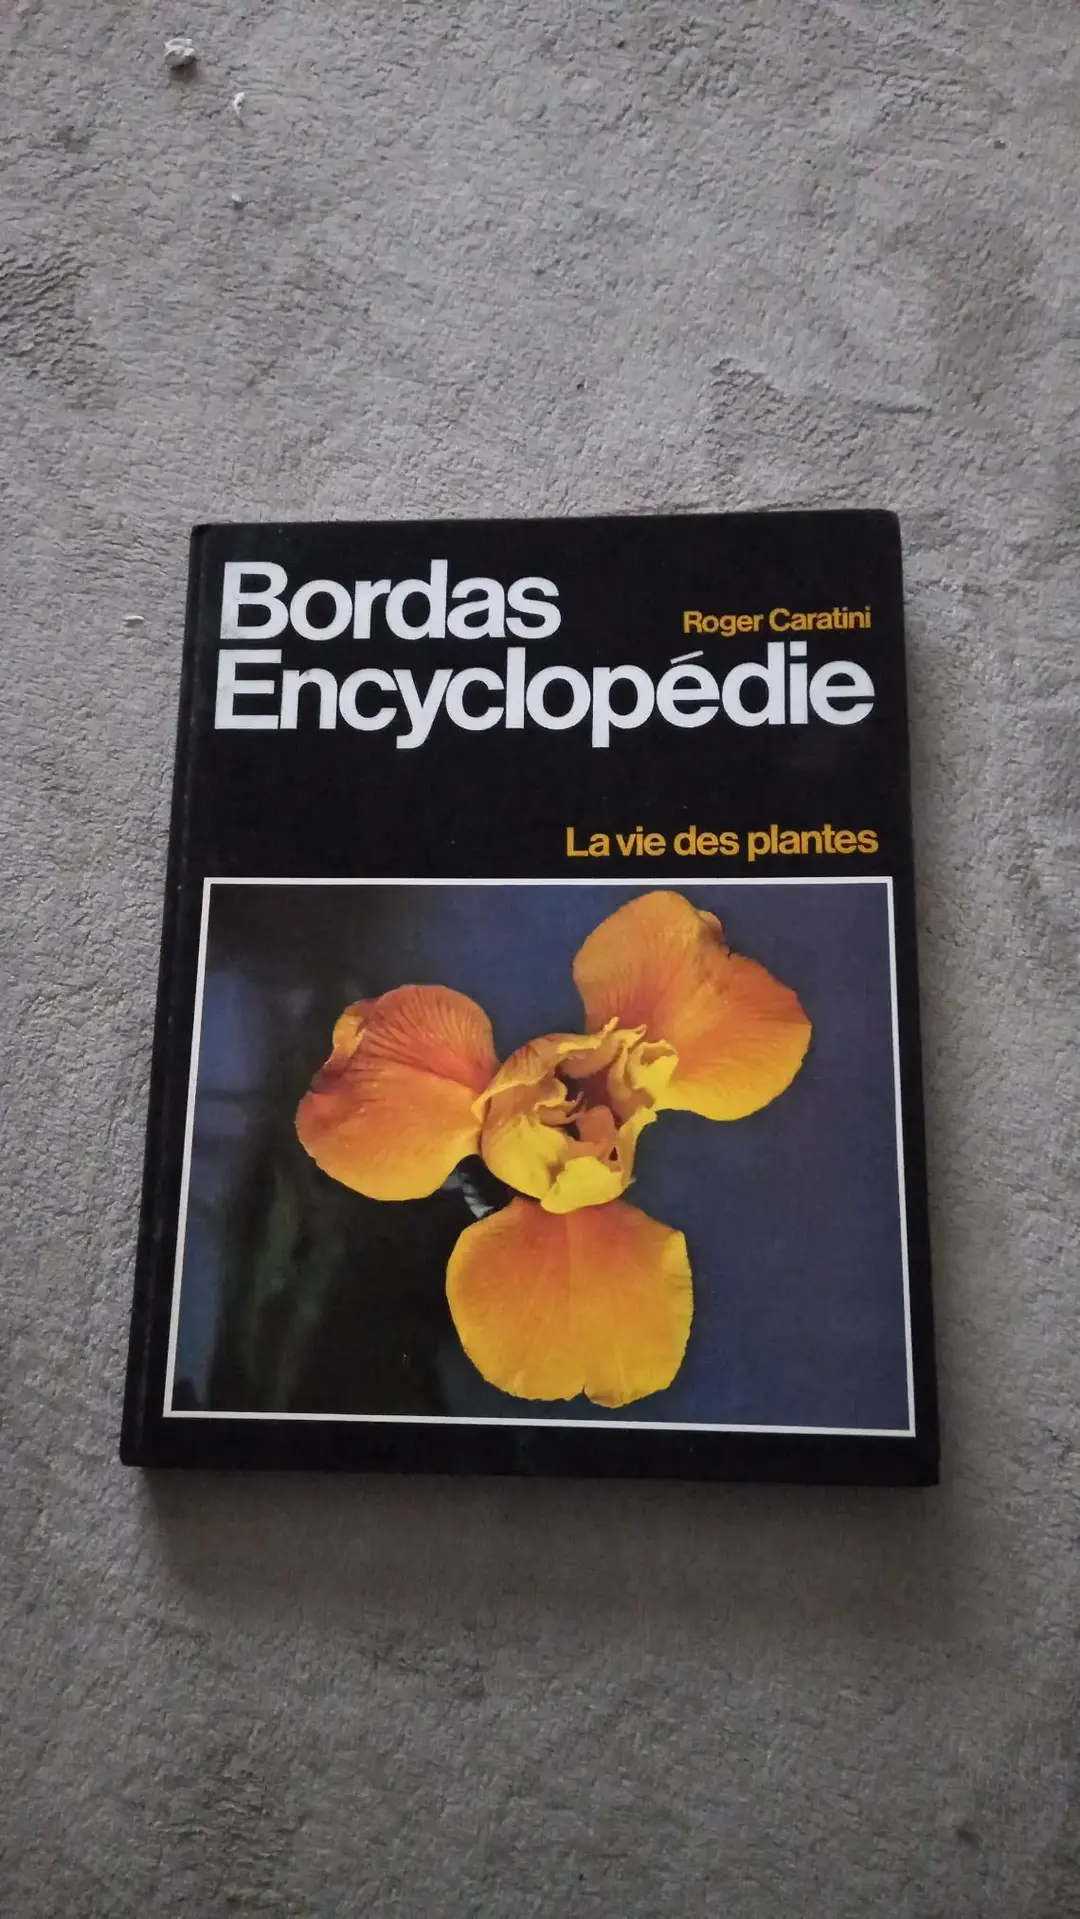 Bordas
Roger Caratini
Encyclopédie
La vie des plantes